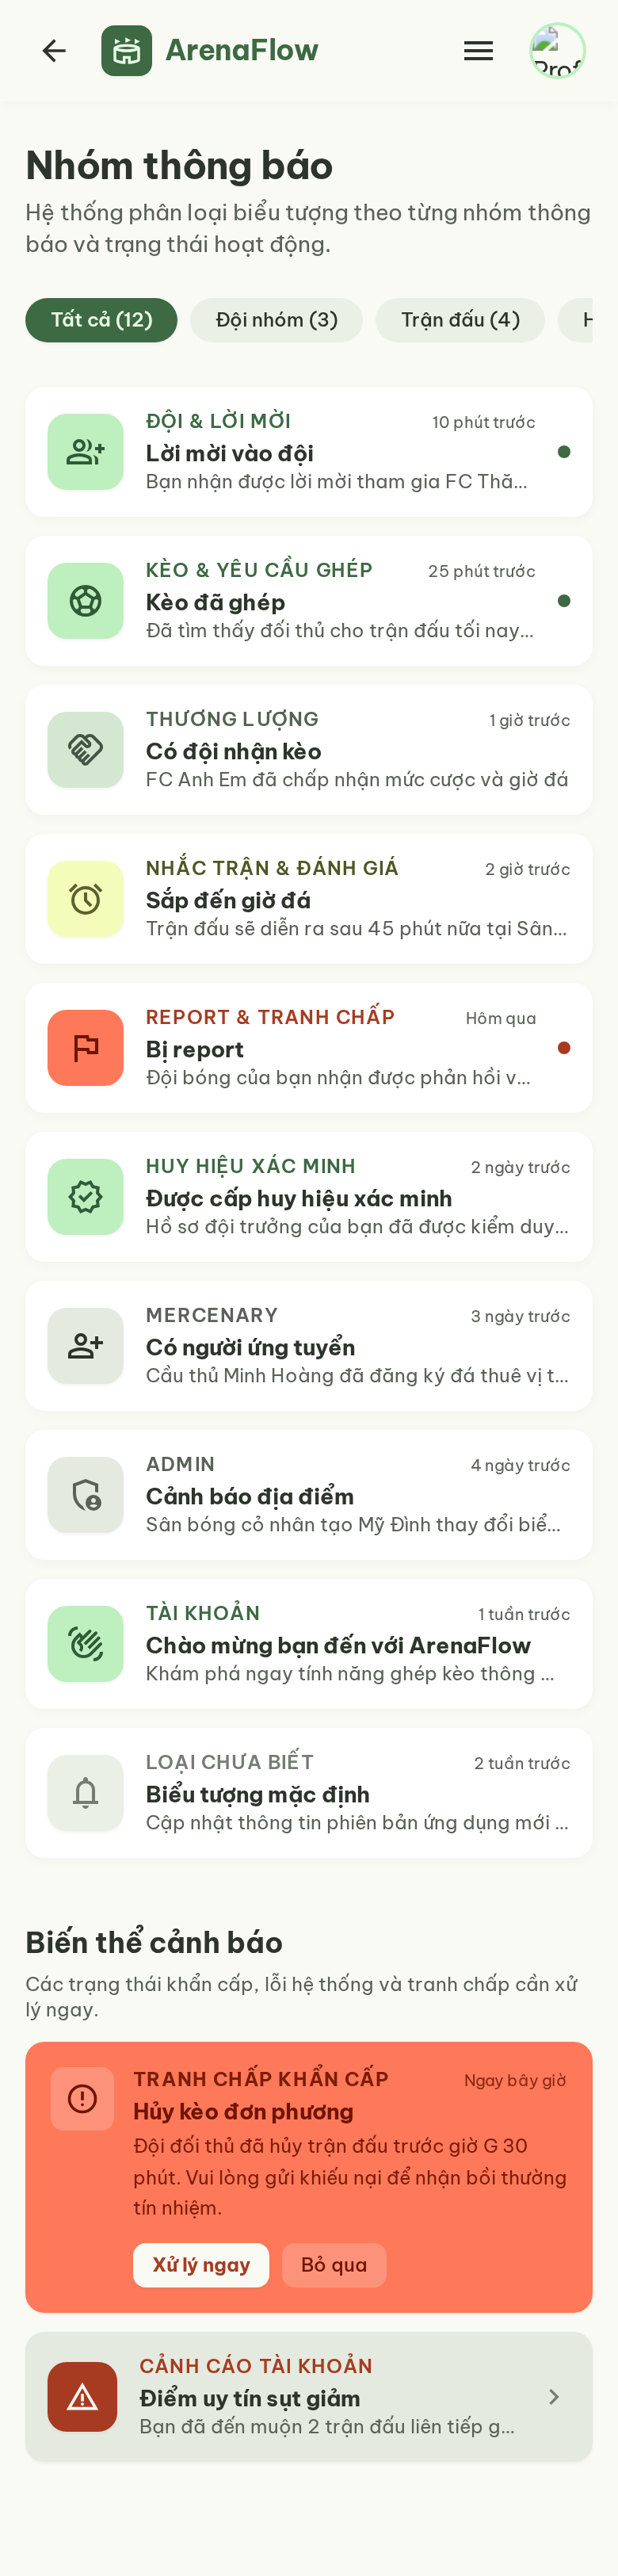 ArenaFlow
Prof
Nhóm thông báo
Hệ thống phân loại biểu tượng theo từng nhóm thông
báo và trạng thái hoạt động.
Tất cả (12)
Đội nhóm (3)
Trận đấu (4)
ĐỘI & LỜI MỜI
10 phút trước
Lời mời vào đội
Bạn nhận được lời mời tham gia FC Thă...
KÈO & YÊU CẦU GHÉP
25 phút trước
Kèo đã ghép
Đã tìm thấy đối thủ cho trận đấu tối nay...
THƯƠNG LƯỢNG
1 giờ trước
Có đội nhận kèo
FC Anh Em đã chấp nhận mức cược và giờ đá
NHẮC TRẬN & ĐÁNH GIÁ
2 giờ trước
Sắp đến giờ đá
Trận đấu sẽ diễn ra sau 45 phút nữa tại Sân...
REPORT & TRANH CHẤP
Hôm qua
Bị report
Đội bóng của bạn nhận được phản hồi v...
HUY HIỆU XÁC MINH
2 ngày trước
Được cấp huy hiệu xác minh
Hồ sơ đội trưởng của bạn đã được kiểm duy...
MERCENARY
3 ngày trước
Có người ứng tuyển
Cầu thủ Minh Hoàng đã đăng ký đá thuê vị t...
ADMIN
4 ngày trước
Cảnh báo địa điểm
Sân bóng cỏ nhân tạo Mỹ Đình thay đổi biể...
TÀI KHOẢN
1 tuần trước
Chào mừng bạn đến với ArenaFlow
Khám phá ngay tính năng ghép kèo thông ...
LOẠI CHƯA BIẾT
2 tuần trước
Biểu tượng mặc định
Cập nhật thông tin phiên bản ứng dụng mới ...
Biến thể cảnh báo
Các trạng thái khẩn cấp, lỗi hệ thống và tranh chấp cần xử
lý ngay.
TRANH CHẤP KHẨN CẤP
Ngay bây giờ
Hủy kèo đơn phương
Đội đối thủ đã hủy trận đấu trước giờ G 30
phút. Vui lòng gửi khiếu nại để nhận bồi thường
tín nhiệm.
Xử lý ngay
Bỏ qua
CẢNH CÁO TÀI KHOẢN
Điểm uy tín sụt giảm
Bạn đã đến muộn 2 trận đấu liên tiếp g...